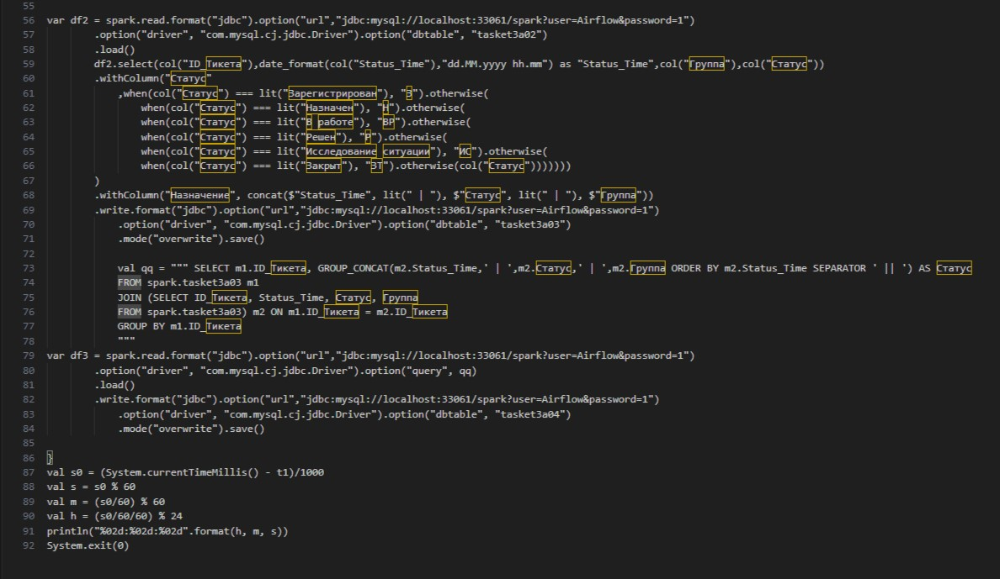 55
56 var df2 = spark.read.format("jdbc").option("url","jdbc:mysql://localhost:33061/spark?user=Airflow&password=1")
57 .option("driver", "com.mysql.cj.jdbc.Driver").option("dbtable", "tasket3a02")
58 .load()
59 df2.select(col("ID_Тикета"),date_format(col("Status_Time"),"dd.MM.yyyy hh.mm") as "Status_Time",col("Группа"),col("Статус"))
60 .withColumn("Статус"
61 ,when(col("Статус") === lit("Зарегистрирован"), "З").otherwise(
62 when(col("Статус") === lit("Назначен"), "Н").otherwise(
63 when(col("Статус") === lit("В работе"), "ВР").otherwise(
64 when(col("Статус") === lit("Решен"), "Р").otherwise(
65 when(col("Статус") === lit("Исследование ситуации"), "ИС").otherwise(
66 when(col("Статус") === lit("Закрыт"), "ЗТ").otherwise(col("Статус")))))))
67 )
68 .withColumn("Назначение", concat($"Status_Time", lit(" | "), $"Статус", lit(" | "), $"Группа"))
69 .write.format("jdbc").option("url","jdbc:mysql://localhost:33061/spark?user=Airflow&password=1")
70 .option("driver", "com.mysql.cj.jdbc.Driver").option("dbtable", "tasket3a03")
71 .mode("overwrite").save()
72
73 val qq = """ SELECT m1.ID_Тикета, GROUP_CONCAT(m2.Status_Time,' | ',m2.Статус,' | ',m2.Группа ORDER BY m2.Status_Time SEPARATOR ' || ') AS Статус
74 FROM spark.tasket3a03 m1
75 JOIN (SELECT ID_Тикета, Status_Time, Статус, Группа
76 FROM spark.tasket3a03) m2 ON m1.ID_Тикета = m2.ID_Тикета
77 GROUP BY m1.ID_Тикета
78 """
79 var df3 = spark.read.format("jdbc").option("url","jdbc:mysql://localhost:33061/spark?user=Airflow&password=1")
80 .option("driver", "com.mysql.cj.jdbc.Driver").option("query", qq)
81 .load()
82 .write.format("jdbc").option("url","jdbc:mysql://localhost:33061/spark?user=Airflow&password=1")
83 .option("driver", "com.mysql.cj.jdbc.Driver").option("dbtable", "tasket3a04")
84 .mode("overwrite").save()
85
86 }
87 val s0 = (System.currentTimeMillis() - t1)/1000
88 val s = s0 % 60
89 val m = (s0/60) % 60
90 val h = (s0/60/60) % 24
91 println("%02d:%02d:%02d".format(h, m, s))
92 System.exit(0)